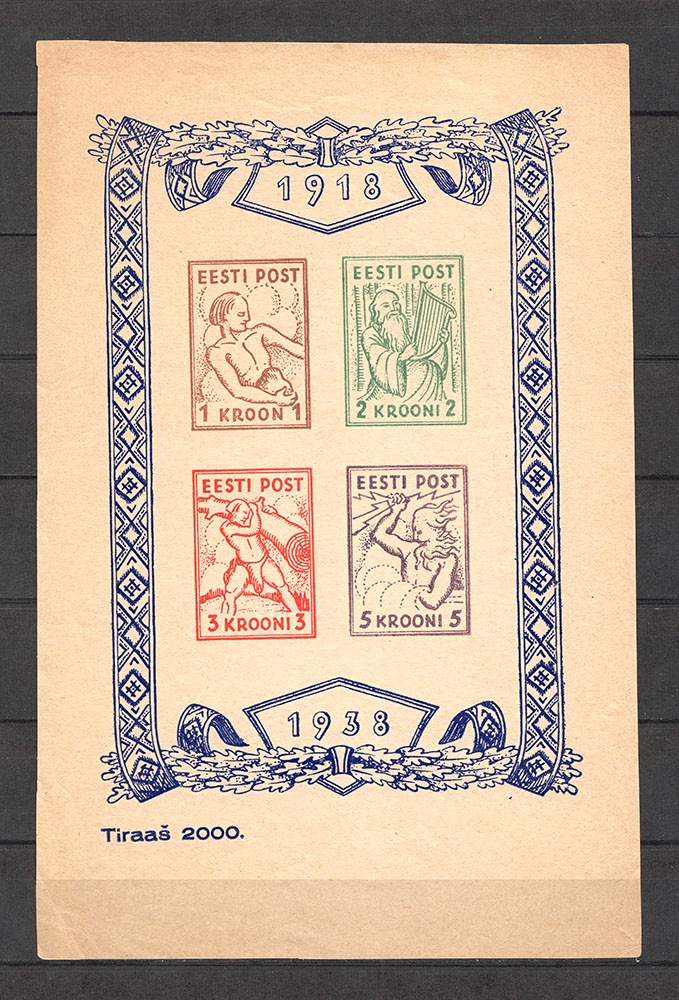 1918
EESTI POST
1 KROON 1
EESTI POST
2 KROONI 2
EESTI POST
3 KROONI 3
EESTI POST
5 KROONI 5
1938
Tiraaš 2000.